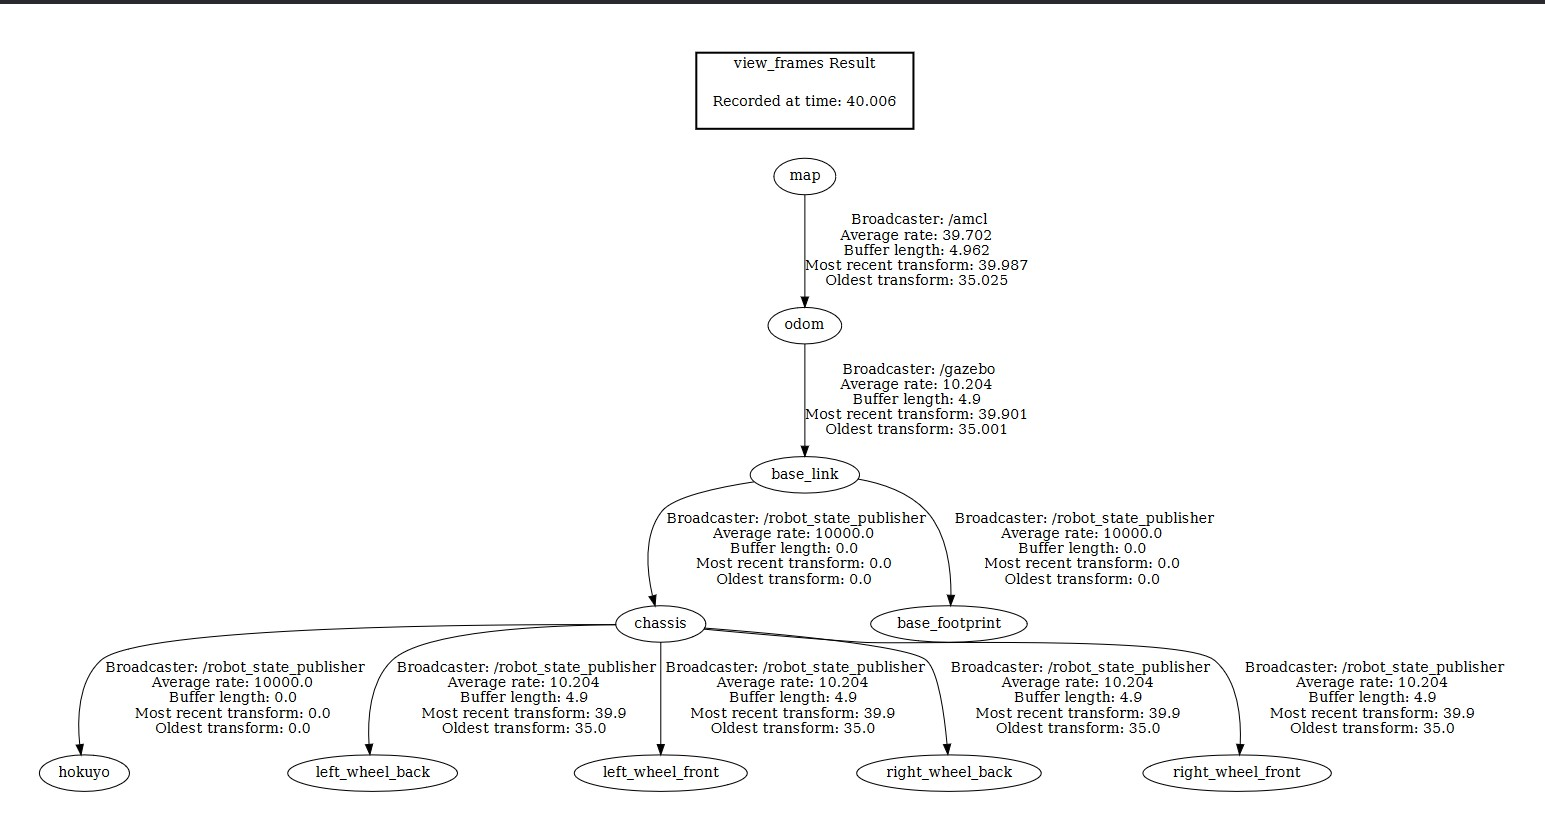 view_frames Result
Recorded at time: 40.006
map
Broadcaster: /amcl
Average rate: 39.702
Buffer length: 4.962
Most recent transform: 39.987
Oldest transform: 35.025
odom
Broadcaster: /gazebo
Average rate: 10.204
Buffer length: 4.9
Most recent transform: 39.901
Oldest transform: 35.001
base_link
Broadcaster: /robot_state_publisher
Average rate: 10000.0
Buffer length: 0.0
Most recent transform: 0.0
Oldest transform: 0.0
Broadcaster: /robot_state_publisher
Average rate: 10000.0
Buffer length: 0.0
Most recent transform: 0.0
Oldest transform: 0.0
chassis
base_footprint
Broadcaster: /robot_state_publisher
Average rate: 10000.0
Buffer length: 0.0
Most recent transform: 0.0
Oldest transform: 0.0
Broadcaster: /robot_state_publisher
Average rate: 10.204
Buffer length: 4.9
Most recent transform: 39.9
Oldest transform: 35.0
Broadcaster: /robot_state_publisher
Average rate: 10.204
Buffer length: 4.9
Most recent transform: 39.9
Oldest transform: 35.0
Broadcaster: /robot_state_publisher
Average rate: 10.204
Buffer length: 4.9
Most recent transform: 39.9
Oldest transform: 35.0
Broadcaster: /robot_state_publisher
Average rate: 10.204
Buffer length: 4.9
Most recent transform: 39.9
Oldest transform: 35.0
hokuyo
left_wheel_back
left_wheel_front
right_wheel_back
right_wheel_front